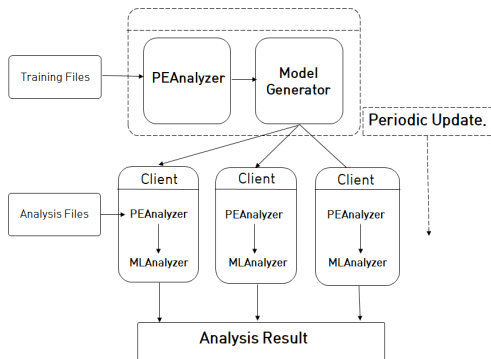 Training Files
PEAnalyzer
Model
Generator
Periodic Update.
Client
Client
Client
Analysis Files
PEAnalyzer
PEAnalyzer
PEAnalyzer
MLAnalyzer
MLAnalyzer
MLAnalyzer
Analysis Result